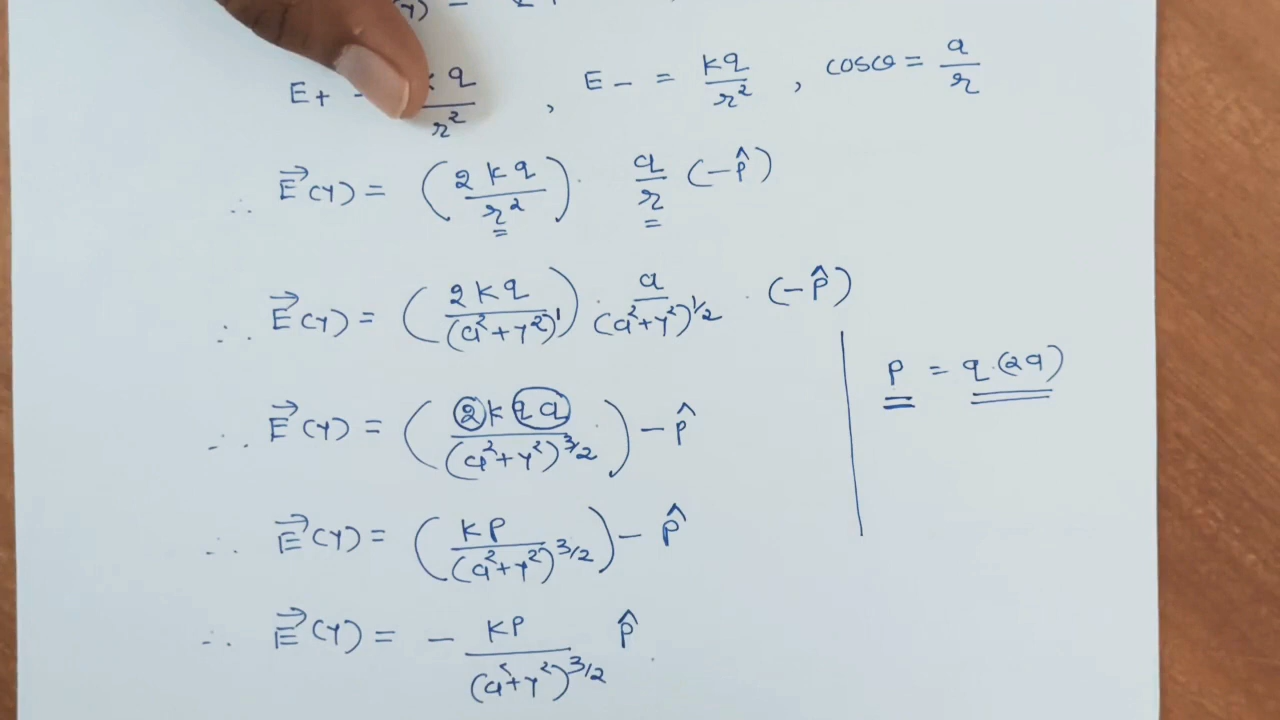 E+ kq/r² , E− = kq/r² , cosθ = a/r
∴ E⃗(y) = (2kq/r²) · a/r (−p̂)
∴ E⃗(y) = (2kq/(a²+y²)¹) · a/(a²+y²)^1/2 · (−p̂)
p = q.(2a)
∴ E⃗(y) = (2kqa/(a²+y²)^3/2) − p̂
∴ E⃗(y) = (kp/(a²+y²)^3/2) − p̂
∴ E⃗(y) = − kp/(a²+y²)^3/2 p̂